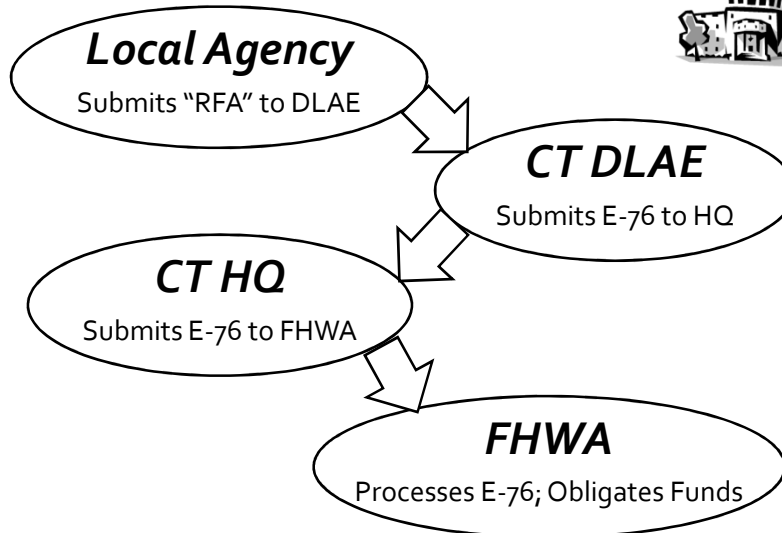 Local Agency
Submits “RFA” to DLAE
CT DLAE
Submits E-76 to HQ
CT HQ
Submits E-76 to FHWA
FHWA
Processes E-76; Obligates Funds